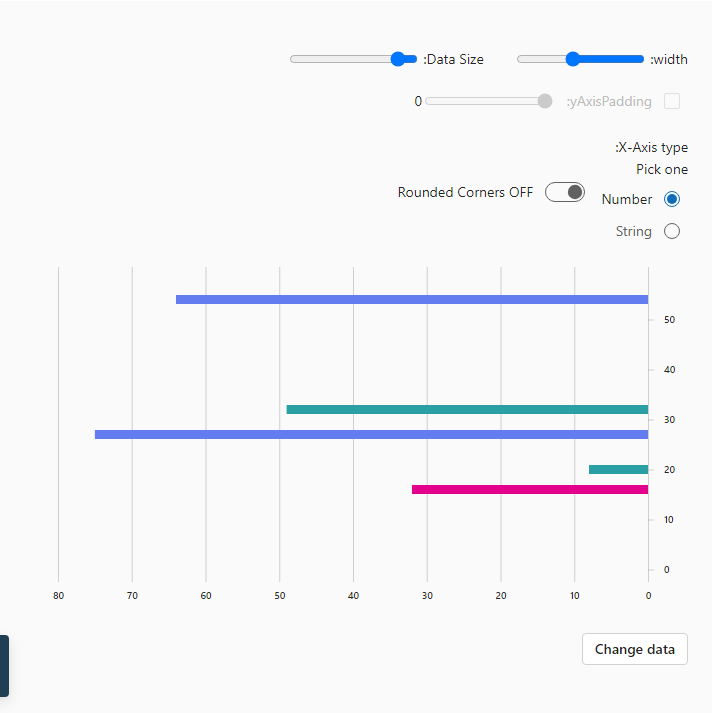 :width
:Data Size
:yAxisPadding
0
:X-Axis type
Pick one
Number
Rounded Corners OFF
String
50
40
30
20
10
0
80 70 60 50 40 30 20 10 0
Change data